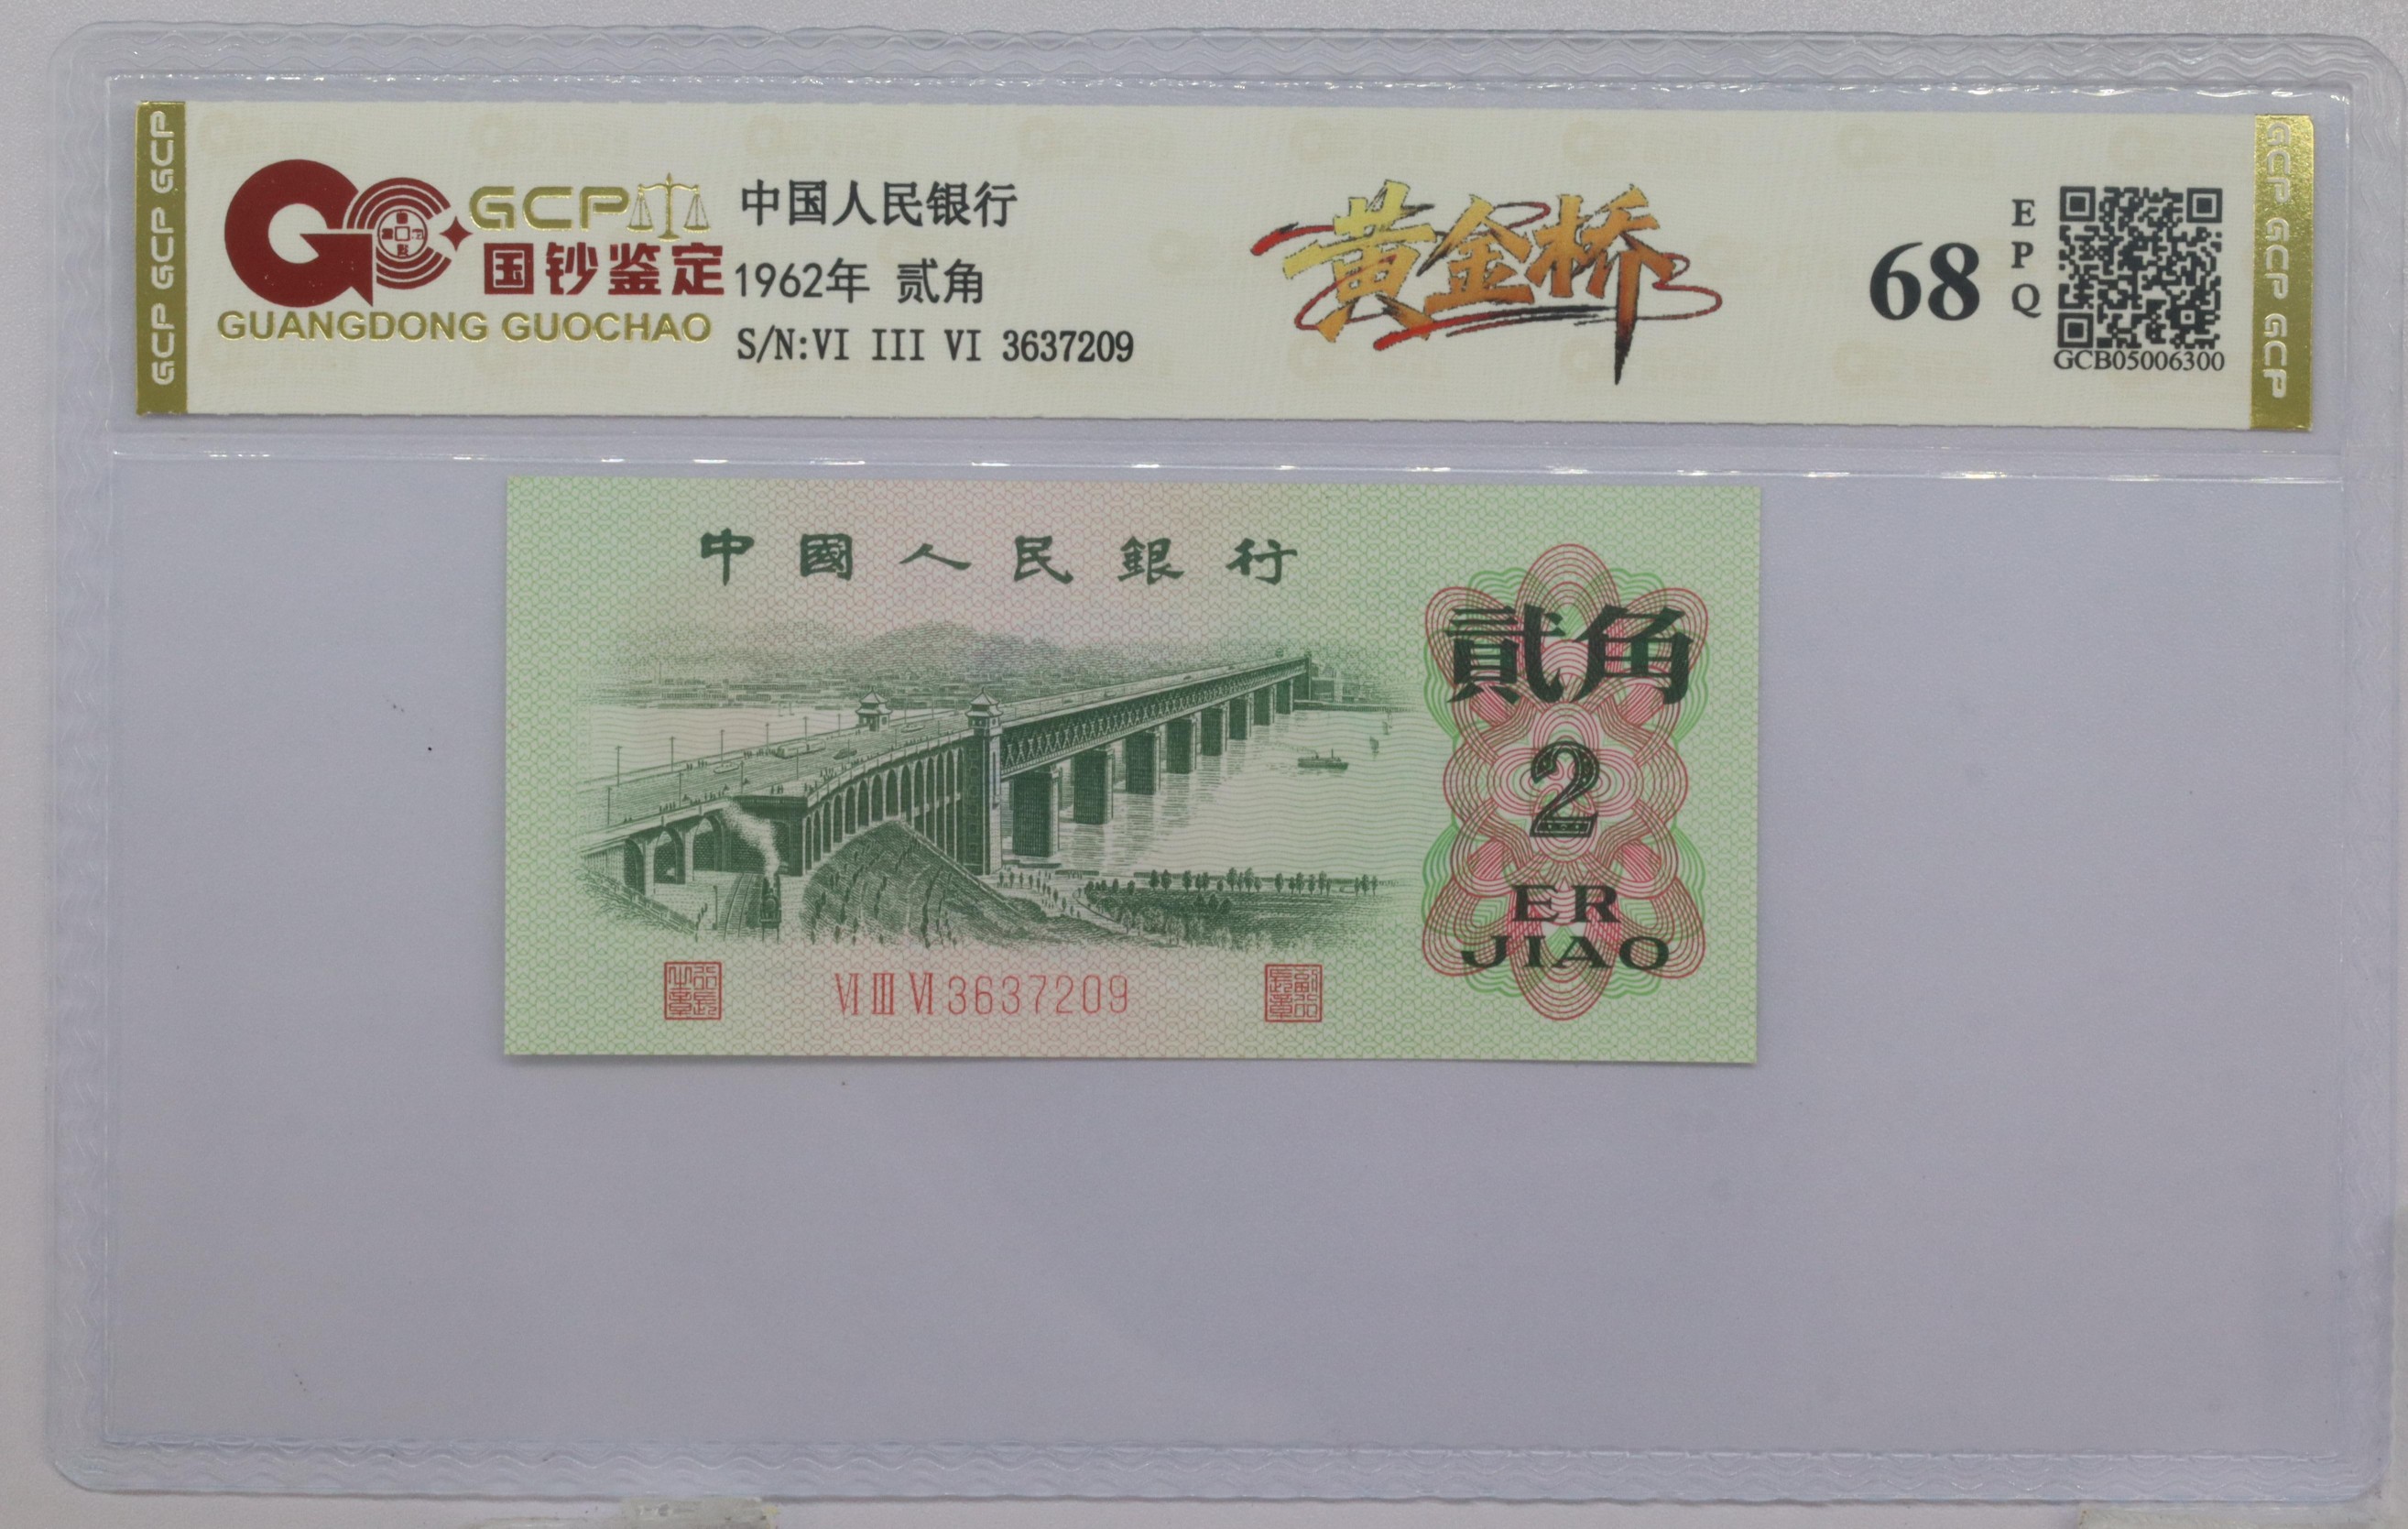 GCP GCP GCP
GCP
国钞鉴定
GUANGDONG GUOCHAO
中国人民银行
1962年 贰角
S/N:VI III VI 3637209
黄金桥
68
EPQ
GCB05006300
GCP GCP GCP
中國人民銀行
貳角
2
ER
JIAO
VI III VI 3637209